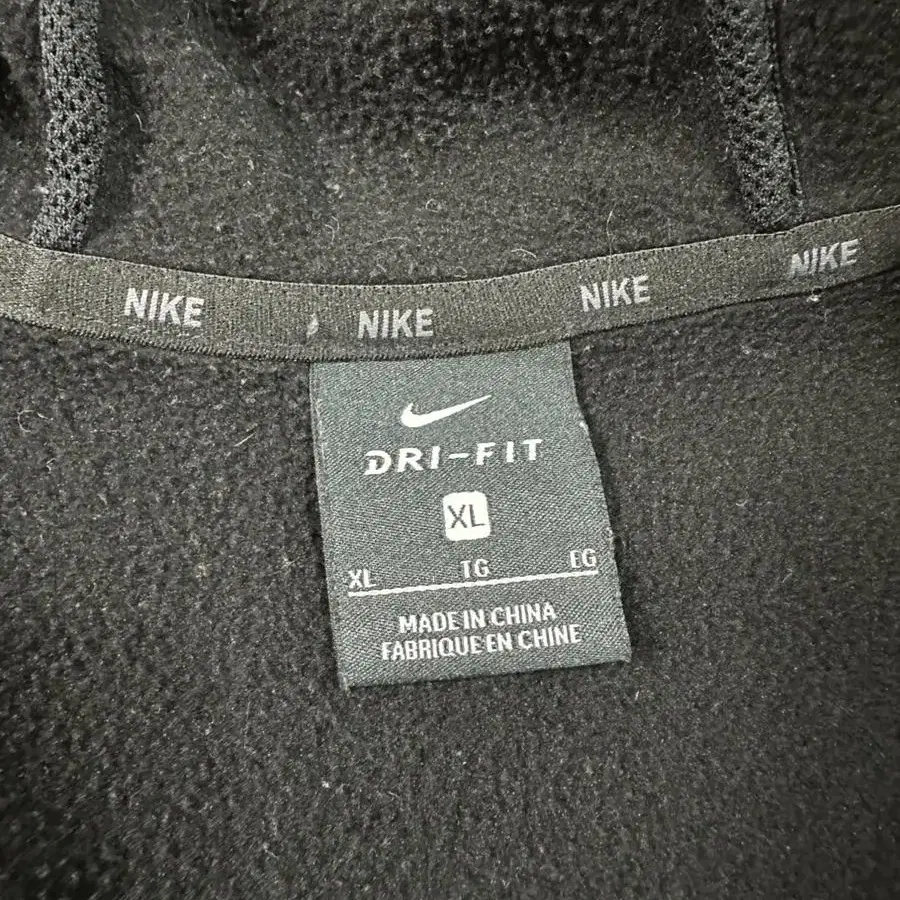 NIKE NIKE NIKE NIKE
DRI-FIT
XL
XL TG EG
MADE IN CHINA
FABRIQUE EN CHINE